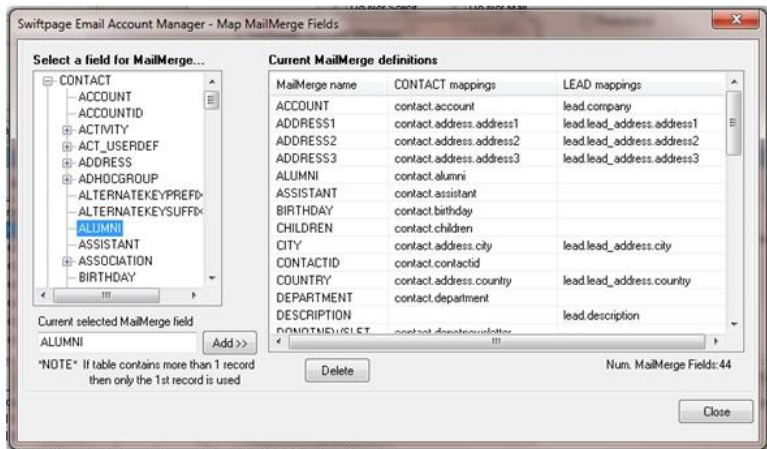 Swiftpage Email Account Manager - Map MailMerge Fields
Select a field for MailMerge...
CONTACT
ACCOUNT
ACCOUNTID
ACTIVITY
ACT_USERDEF
ADDRESS
ADHOCGROUP
ALTERNATEKEYPREFIX
ALTERNATEKEYSUFFIX
ALUMNI
ASSISTANT
ASSOCIATION
BIRTHDAY
Current selected MailMerge field
ALUMNI
Add >>
*NOTE* If table contains more than 1 record
then only the 1st record is used
Current MailMerge definitions
MailMerge name CONTACT mappings LEAD mappings
ACCOUNT contact.account lead.company
ADDRESS1 contact.address.address1 lead.lead_address.address1
ADDRESS2 contact.address.address2 lead.lead_address.address2
ADDRESS3 contact.address.address3 lead.lead_address.address3
ALUMNI contact.alumni
ASSISTANT contact.assistant
BIRTHDAY contact.birthday
CHILDREN contact.children
CITY contact.address.city lead.lead_address.city
CONTACTID contact.contactid
COUNTRY contact.address.country lead.lead_address.country
DEPARTMENT contact.department
DESCRIPTION lead.description
DONOTNEWSLET contact.donotnewsletter
Delete
Num. MailMerge Fields:44
Close